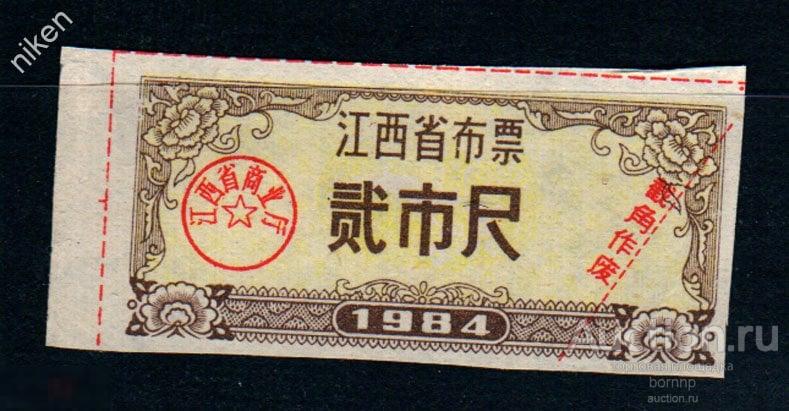 niken
江西省布票
贰市尺
江西省商业厅
截角作废
1984
Auction.ru
торговая площадка
bornnp
auction.ru